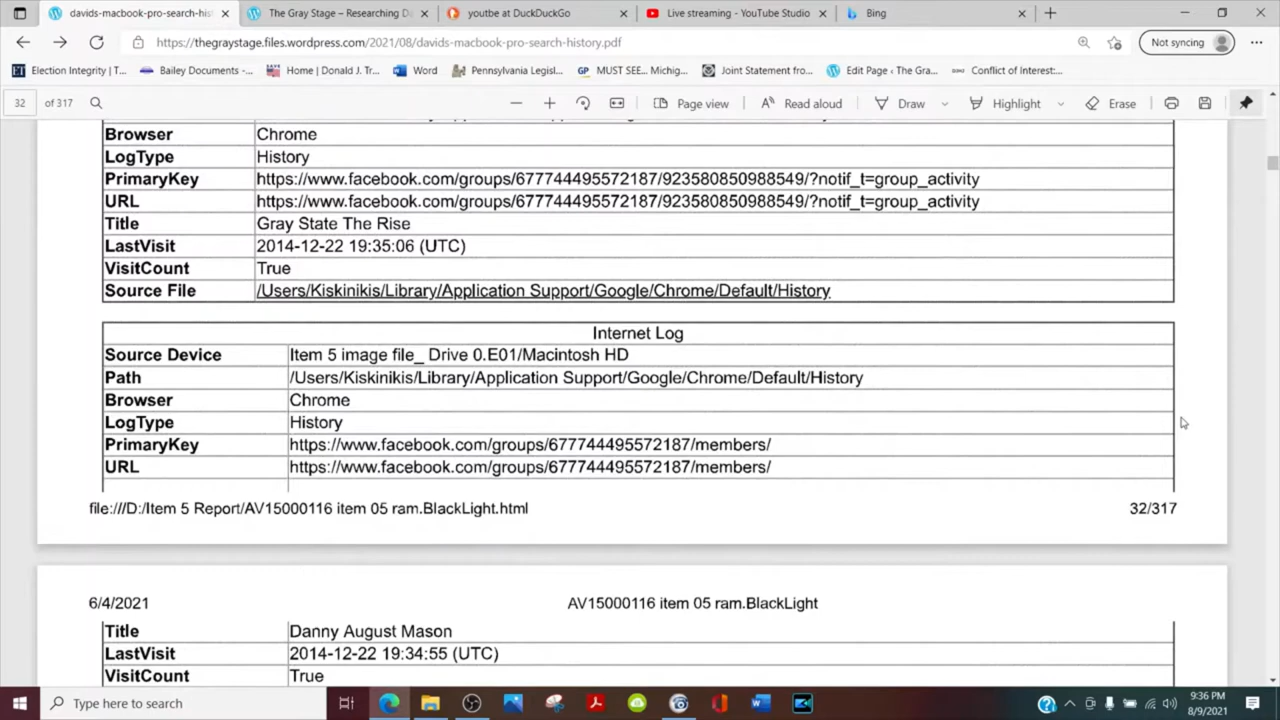 davids-macbook-pro-search-hist
The Gray Stage – Researching Da
youtbe at DuckDuckGo
Live streaming - YouTube Studio
Bing
https://thegraystage.files.wordpress.com/2021/08/davids-macbook-pro-search-history.pdf
Not syncing
Election Integrity | T...
Bailey Documents -...
Home | Donald J. Tr...
Word
Pennsylvania Legisl...
MUST SEE... Michig...
Joint Statement fro...
Edit Page ‹ The Gra...
Conflict of Interest:...
32 of 317
Page view
Read aloud
Draw
Highlight
Erase
Browser Chrome
LogType History
PrimaryKey https://www.facebook.com/groups/677744495572187/923580850988549/?notif_t=group_activity
URL https://www.facebook.com/groups/677744495572187/923580850988549/?notif_t=group_activity
Title Gray State The Rise
LastVisit 2014-12-22 19:35:06 (UTC)
VisitCount True
Source File /Users/Kiskinikis/Library/Application Support/Google/Chrome/Default/History
Internet Log
Source Device Item 5 image file_ Drive 0.E01/Macintosh HD
Path /Users/Kiskinikis/Library/Application Support/Google/Chrome/Default/History
Browser Chrome
LogType History
PrimaryKey https://www.facebook.com/groups/677744495572187/members/
URL https://www.facebook.com/groups/677744495572187/members/
file:///D:/Item 5 Report/AV15000116 item 05 ram.BlackLight.html 32/317
6/4/2021 AV15000116 item 05 ram.BlackLight
Title Danny August Mason
LastVisit 2014-12-22 19:34:55 (UTC)
VisitCount True
Type here to search
9:36 PM
8/9/2021